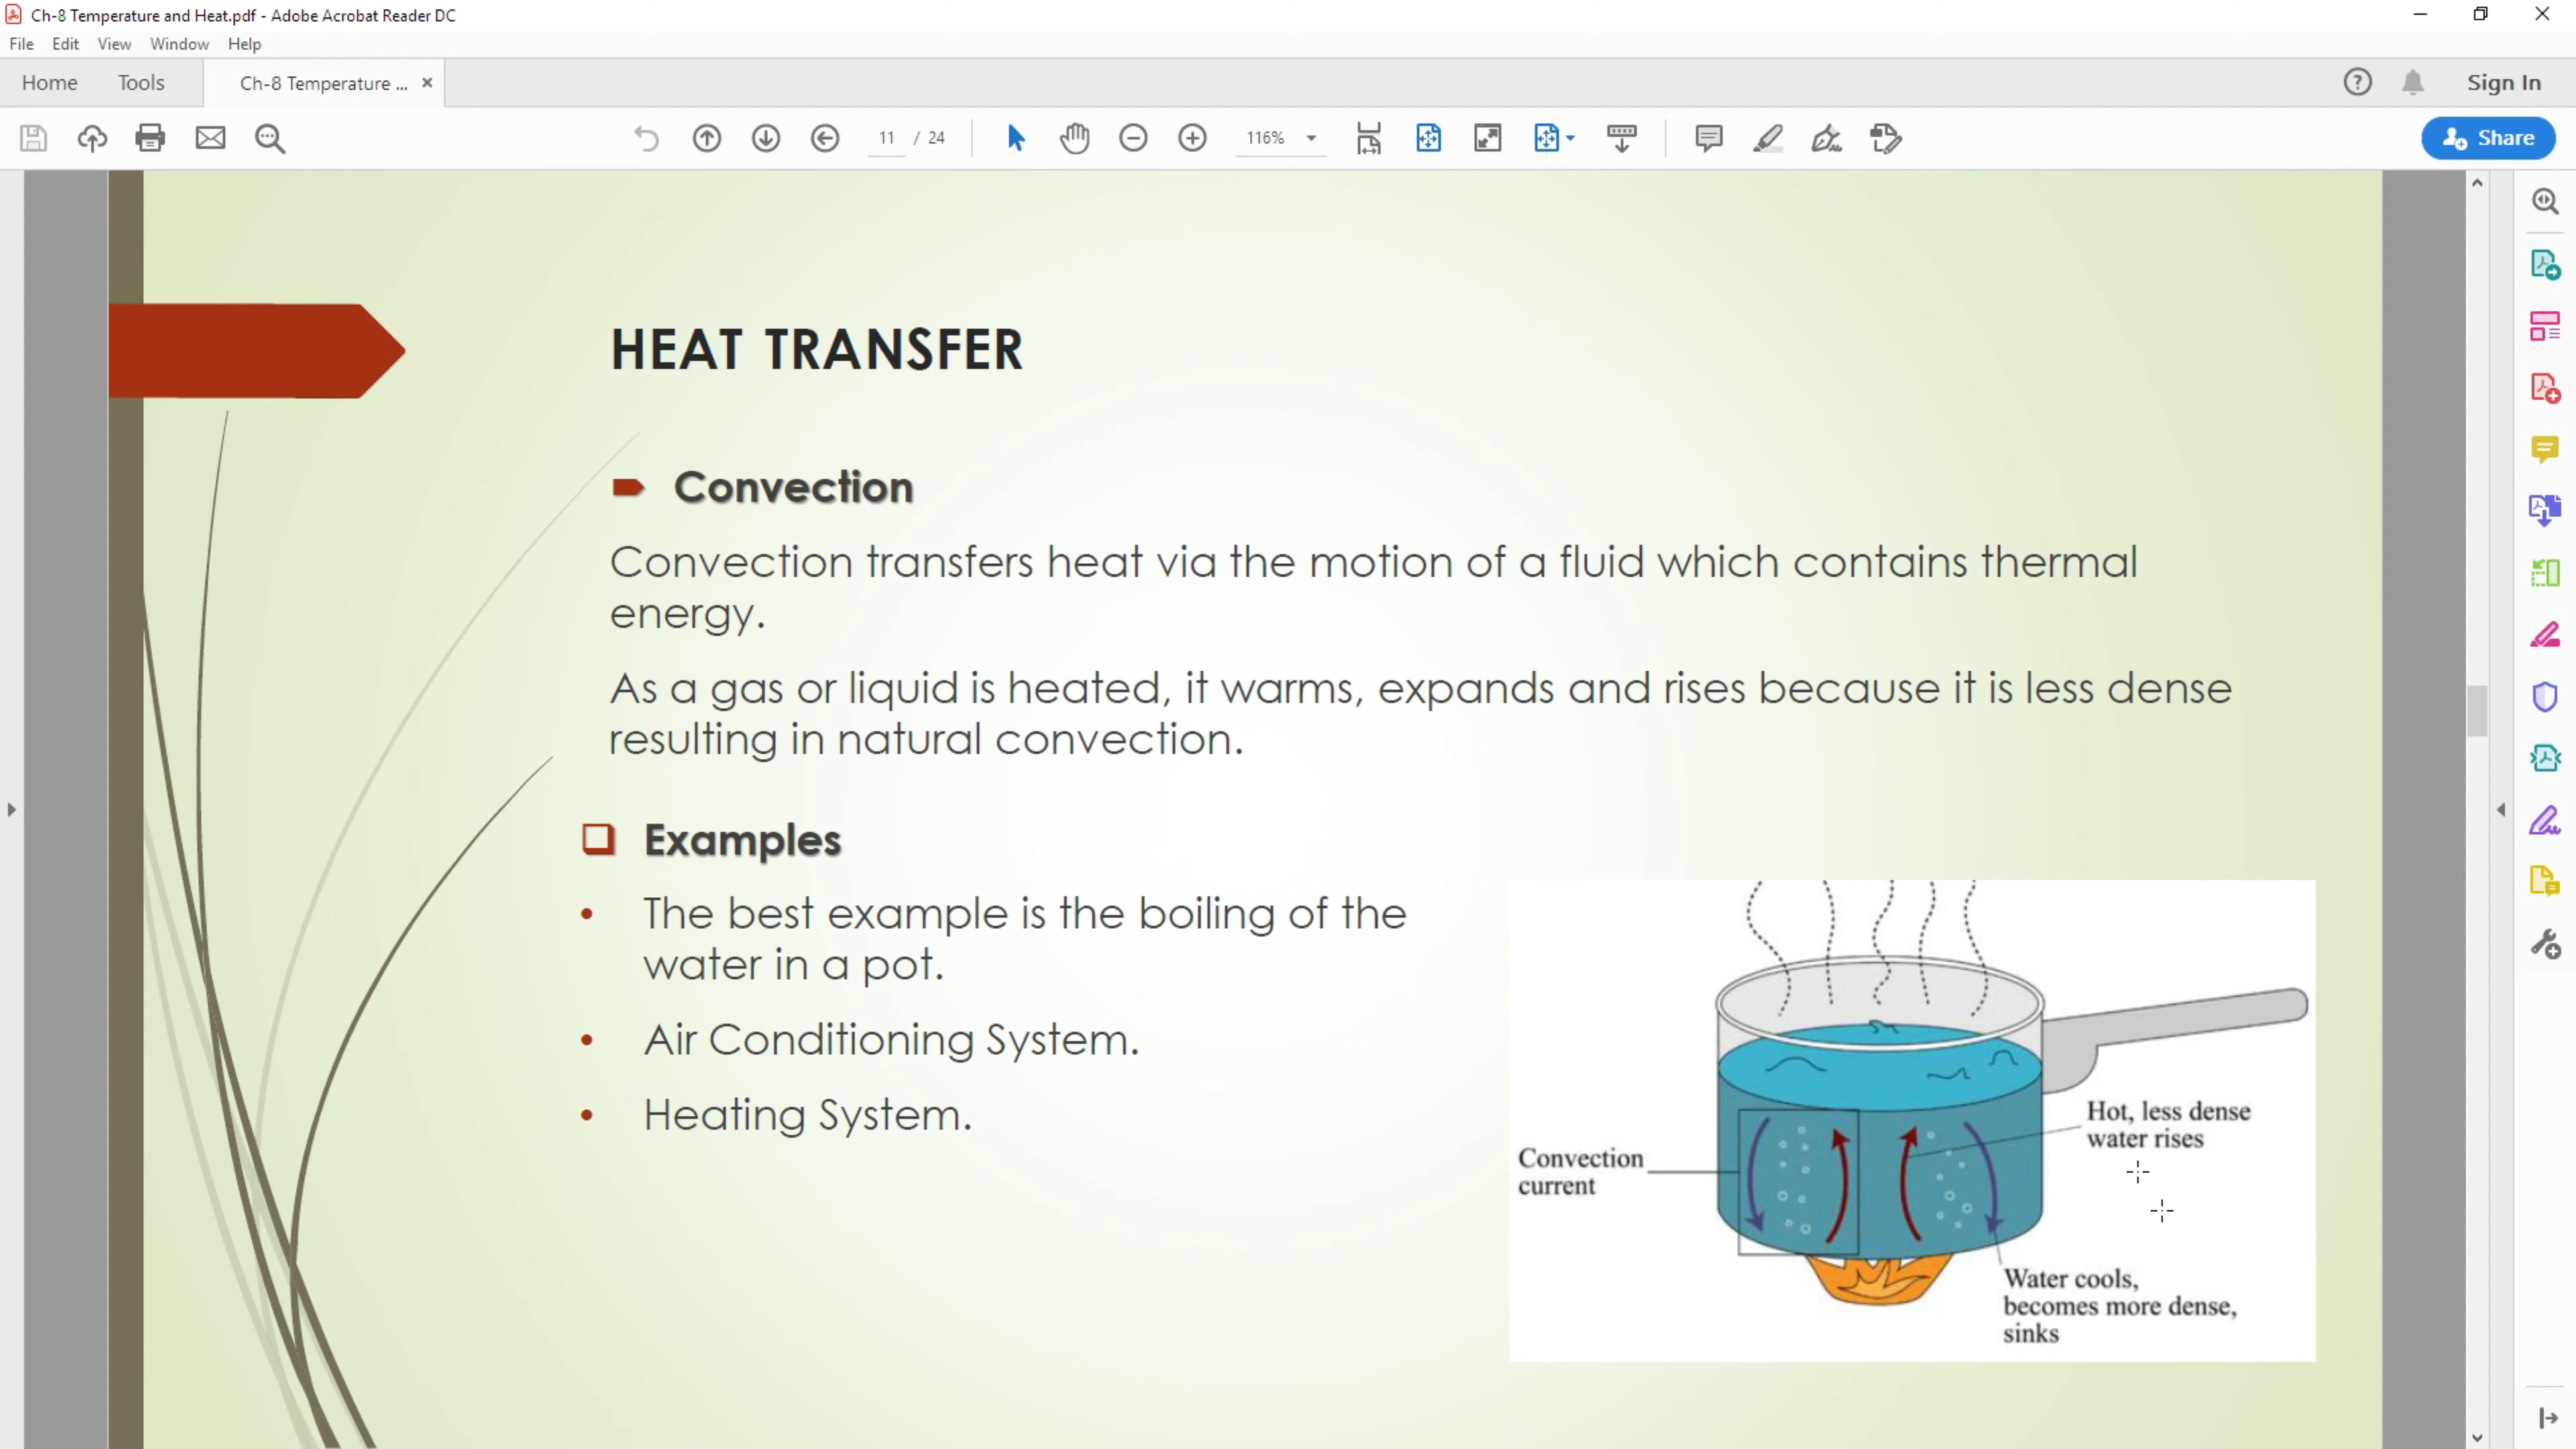 Ch-8 Temperature and Heat.pdf - Adobe Acrobat Reader DC
File Edit View Window Help
Home Tools Ch-8 Temperature ... × Sign In
11 / 24 116% Share
HEAT TRANSFER
Convection
Convection transfers heat via the motion of a fluid which contains thermal
energy.
As a gas or liquid is heated, it warms, expands and rises because it is less dense
resulting in natural convection.
Examples
• The best example is the boiling of the
water in a pot.
• Air Conditioning System.
• Heating System.
Hot, less dense
water rises
Convection
current
Water cools,
becomes more dense,
sinks